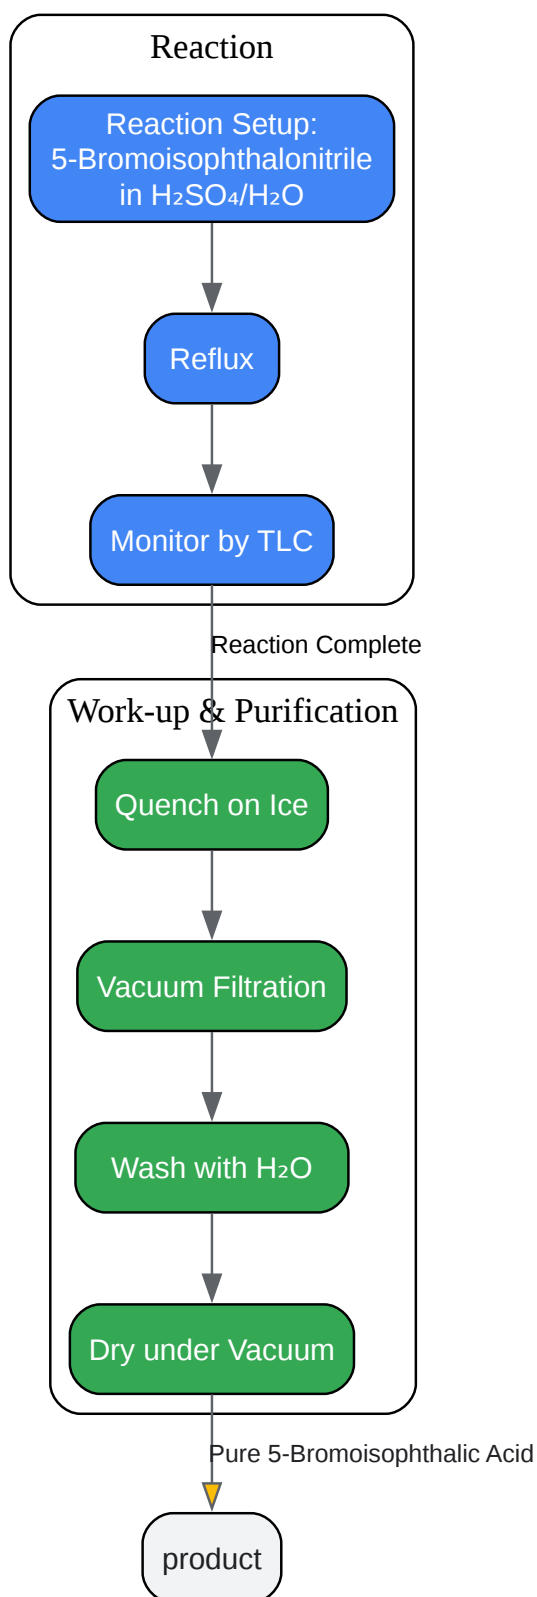 Reaction
Reaction Setup:
5-Bromoisophthalonitrile
in H₂SO₄/H₂O
Reflux
Monitor by TLC
Reaction Complete
Work-up & Purification
Quench on Ice
Vacuum Filtration
Wash with H₂O
Dry under Vacuum
Pure 5-Bromoisophthalic Acid
product